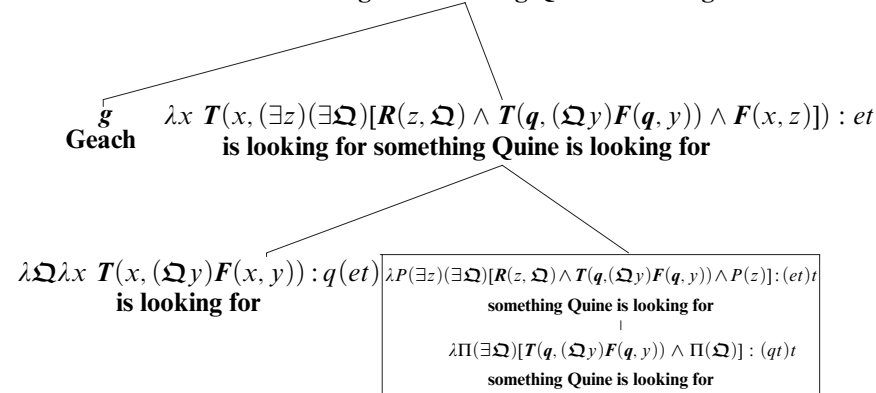 g λx T(x,(∃z)(∃𝔔)[R(z,𝔔) ∧ T(q,(𝔔y)F(q,y)) ∧ F(x,z)]) : et
Geach is looking for something Quine is looking for
λ𝔔λx T(x,(𝔔y)F(x,y)) : q(et)
is looking for
λP(∃z)(∃𝔔)[R(z,𝔔)∧T(q,(𝔔y)F(q,y))∧P(z)]:(et)t
something Quine is looking for
λΠ(∃𝔔)[T(q,(𝔔y)F(q,y)) ∧ Π(𝔔)] : (qt)t
something Quine is looking for